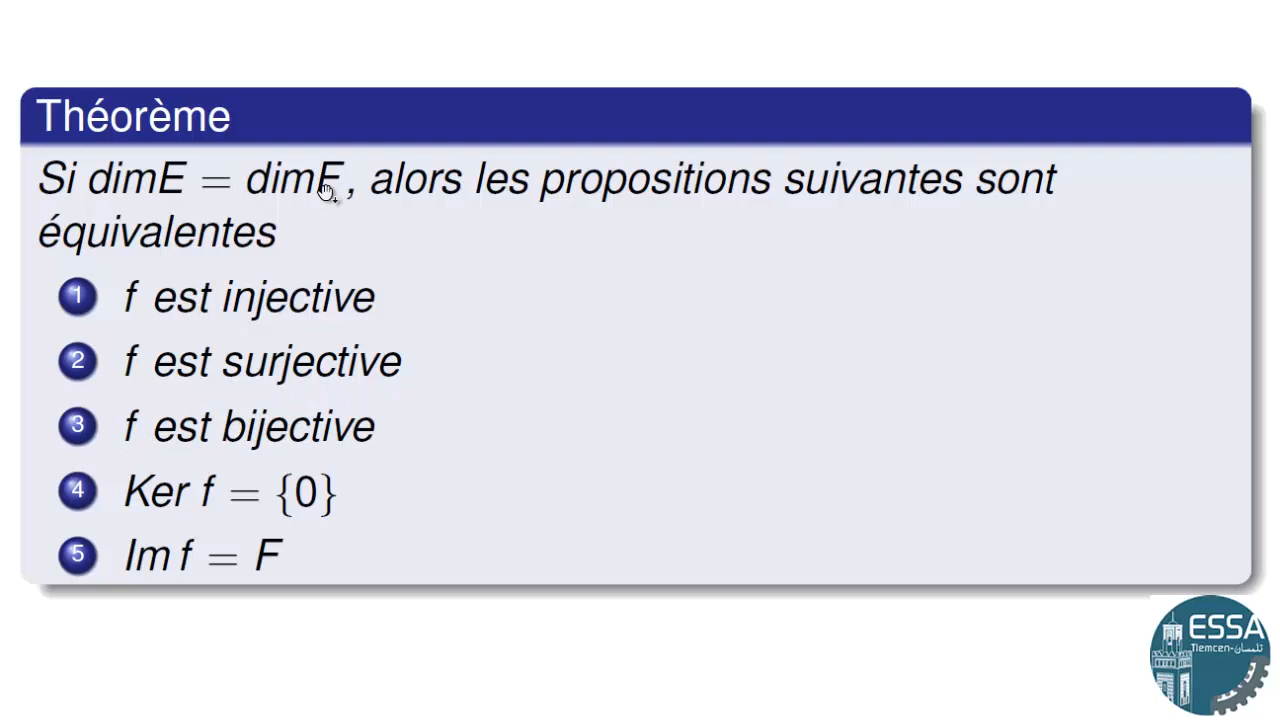 Théorème
Si dimE = dimF, alors les propositions suivantes sont
équivalentes
1 f est injective
2 f est surjective
3 f est bijective
4 Ker f = {0}
5 Im f = F
ESSA
Tlemcen-تلمسان